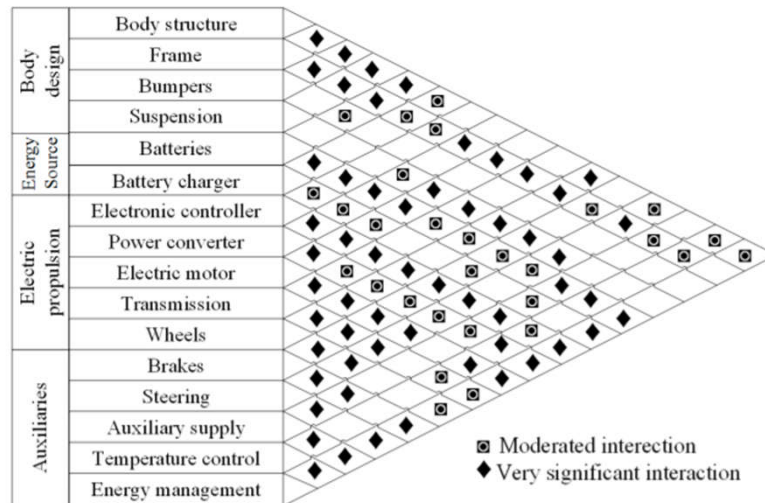 Body design
Body structure
Frame
Bumpers
Suspension
Energy Source
Batteries
Battery charger
Electric propulsion
Electronic controller
Power converter
Electric motor
Transmission
Wheels
Auxiliaries
Brakes
Steering
Auxiliary supply
Temperature control
Energy management
Moderated interection
Very significant interaction